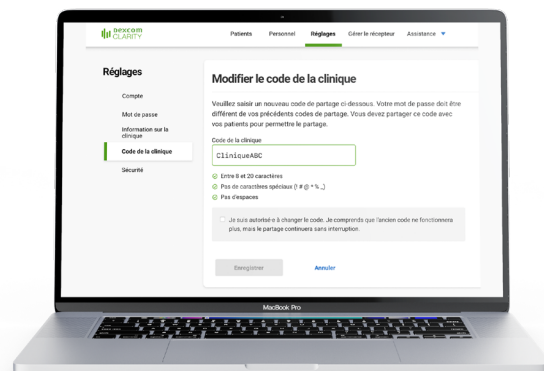 Dexcom
CLARITY
Patients Personnel Réglages Gérer le récepteur Assistance
Réglages
Compte
Mot de passe
Information sur la
clinique
Code de la clinique
Sécurité
Modifier le code de la clinique
Veuillez saisir un nouveau code de partage ci-dessous. Votre mot de passe doit être
différent de vos précédents codes de partage. Vous devez partager ce code avec
vos patients pour permettre le partage.
Code de la clinique
CliniqueABC
Entre 8 et 20 caractères
Pas de caractères spéciaux (! # @ * % _)
Pas d'espaces
Je suis autorisé·e à changer le code. Je comprends que l'ancien code ne fonctionnera
plus, mais le partage continuera sans interruption.
Enregistrer Annuler
MacBook Pro